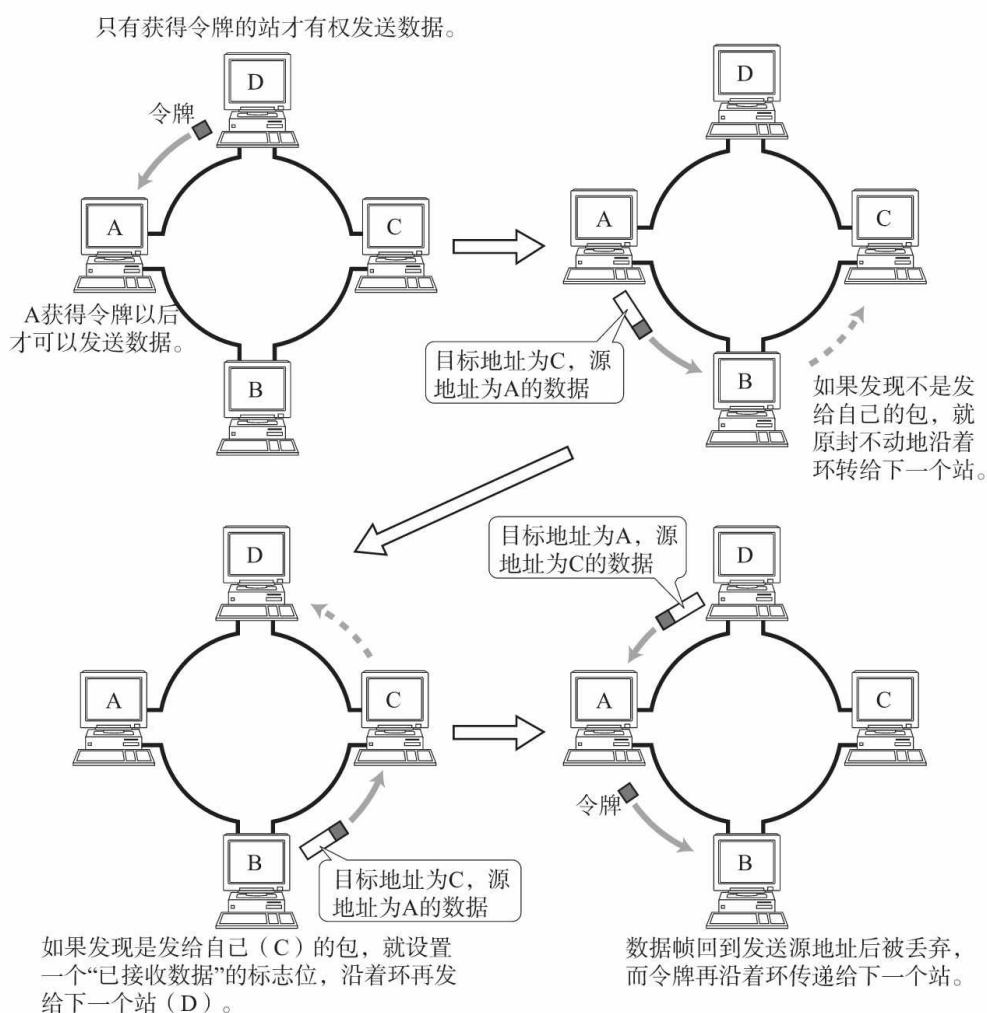 只有获得令牌的站才有权发送数据。
D
令牌
A
C
A获得令牌以后
才可以发送数据。
B
D
A
C
目标地址为C，源
地址为A的数据
B
如果发现不是发
给自己的包，就
原封不动地沿着
环转给下一个站。
D
A
C
B
目标地址为C，源
地址为A的数据
如果发现是发给自己（C）的包，就设置
一个“已接收数据”的标志位，沿着环再发
给下一个站（D）。
目标地址为A，源
地址为C的数据
D
A
C
令牌
B
数据帧回到发送源地址后被丢弃，
而令牌再沿着环传递给下一个站。